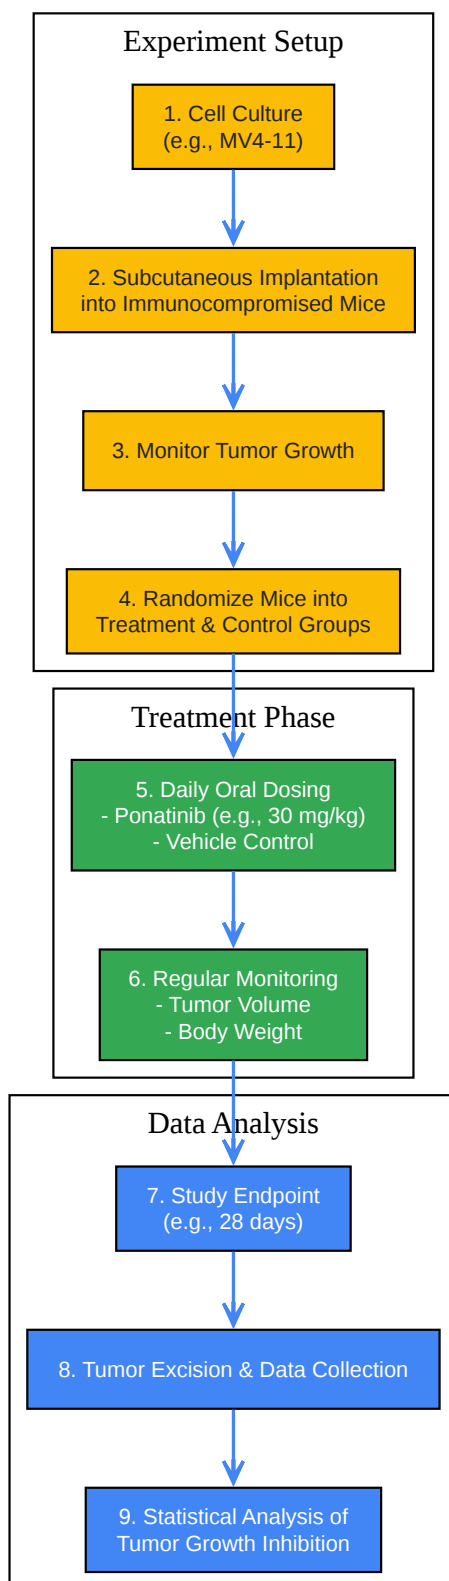 Experiment Setup
1. Cell Culture
(e.g., MV4-11)
2. Subcutaneous Implantation
into Immunocompromised Mice
3. Monitor Tumor Growth
4. Randomize Mice into
Treatment & Control Groups
Treatment Phase
5. Daily Oral Dosing
- Ponatinib (e.g., 30 mg/kg)
- Vehicle Control
6. Regular Monitoring
- Tumor Volume
- Body Weight
Data Analysis
7. Study Endpoint
(e.g., 28 days)
8. Tumor Excision & Data Collection
9. Statistical Analysis of
Tumor Growth Inhibition